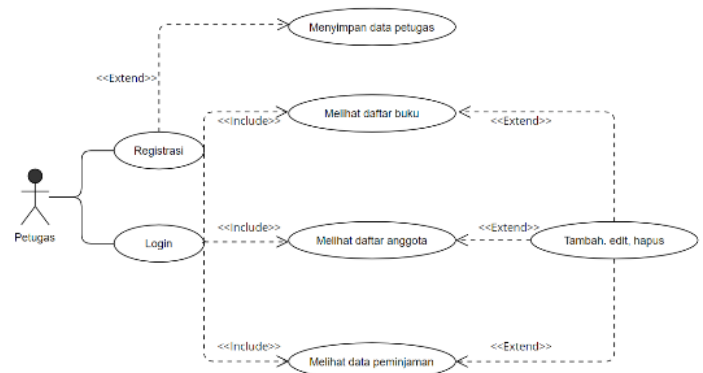 Menyimpan data petugas
<<Extend>>
<<Include>>
Melihat daftar buku
<<Extend>>
Registrasi
Petugas
Login
<<Include>>
Melihat daftar anggota
<<Extend>>
Tambah, edit, hapus
<<Include>>
Melihat data peminjaman
<<Extend>>